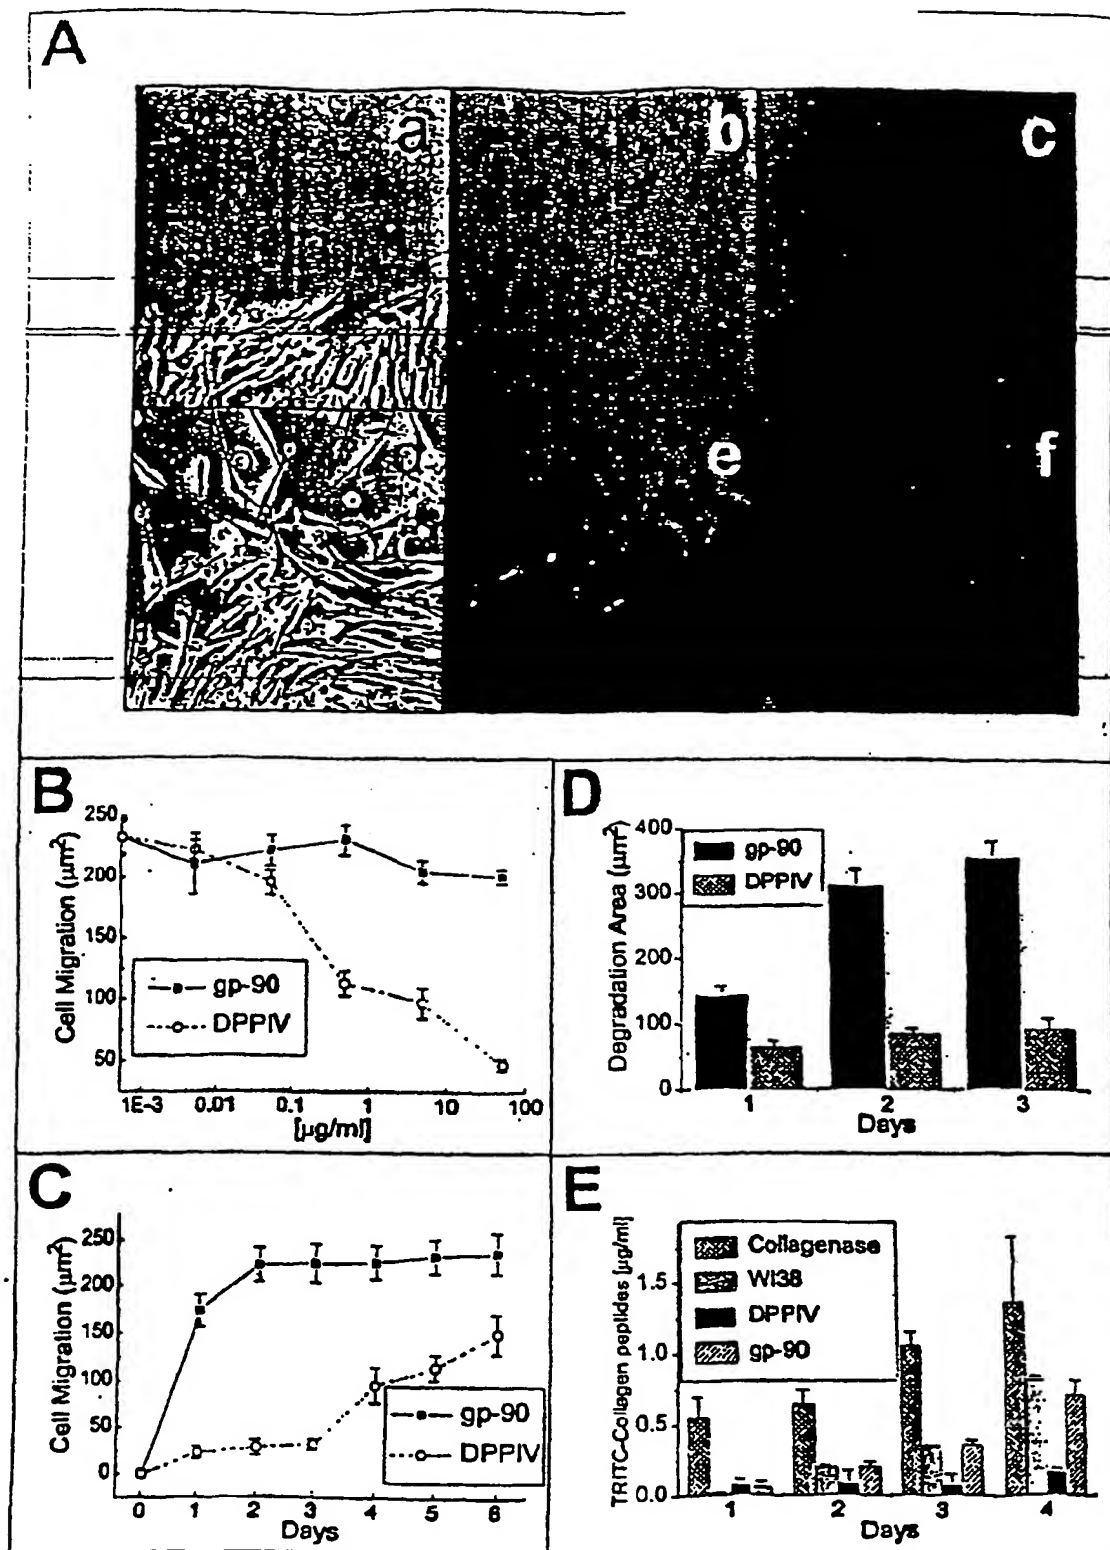 A
a
b
c
e
f
B
Cell Migration (µm²)
250
200
150
100
50
gp-90
DPPIV
1E-3 0.01 0.1 1 10 100
[µg/ml]
D
Degradation Area (µm²)
400
300
200
100
0
gp-90
DPPIV
1 2 3
Days
C
Cell Migration (µm²)
250
200
150
100
50
0
gp-90
DPPIV
0 1 2 3 4 5 6
Days
E
TRITC-Collagen peptides [µg/ml]
1.5
1.0
0.5
0.0
Collagenase
WI38
DPPIV
gp-90
1 2 3 4
Days